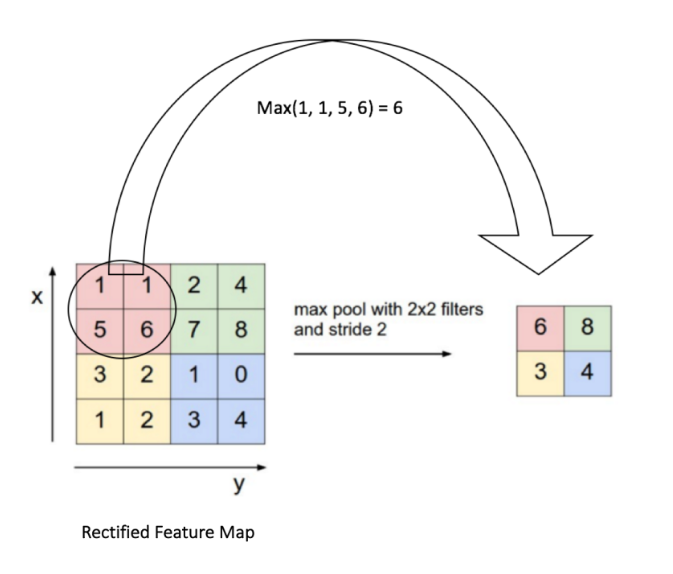 Max(1, 1, 5, 6) = 6
x
1 1 2 4
5 6 7 8
3 2 1 0
1 2 3 4
max pool with 2x2 filters
and stride 2
6 8
3 4
y
Rectified Feature Map